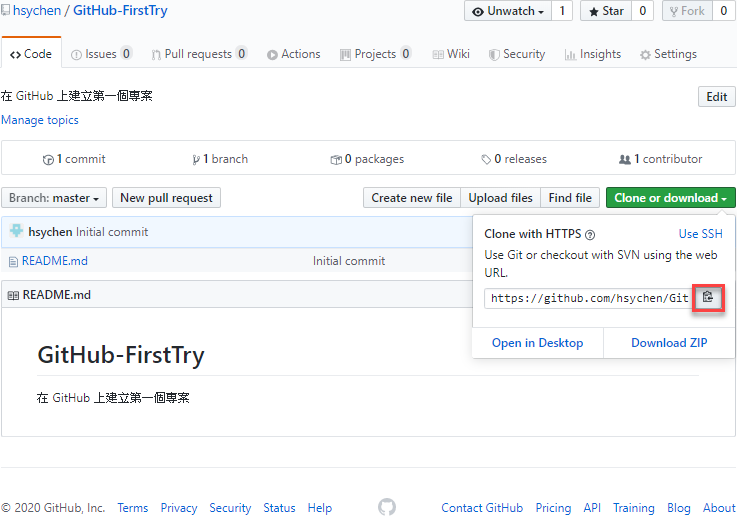 hsychen / GitHub-FirstTry
Unwatch 1 Star 0 Fork 0
Code Issues 0 Pull requests 0 Actions Projects 0 Wiki Security Insights Settings
在 GitHub 上建立第一個專案
Edit
Manage topics
1 commit 1 branch 0 packages 0 releases 1 contributor
Branch: master New pull request Create new file Upload files Find file Clone or download
hsychen Initial commit
README.md Initial commit
Clone with HTTPS Use SSH
Use Git or checkout with SVN using the web
URL.
https://github.com/hsychen/Git
Open in Desktop Download ZIP
README.md
GitHub-FirstTry
在 GitHub 上建立第一個專案
© 2020 GitHub, Inc. Terms Privacy Security Status Help Contact GitHub Pricing API Training Blog About